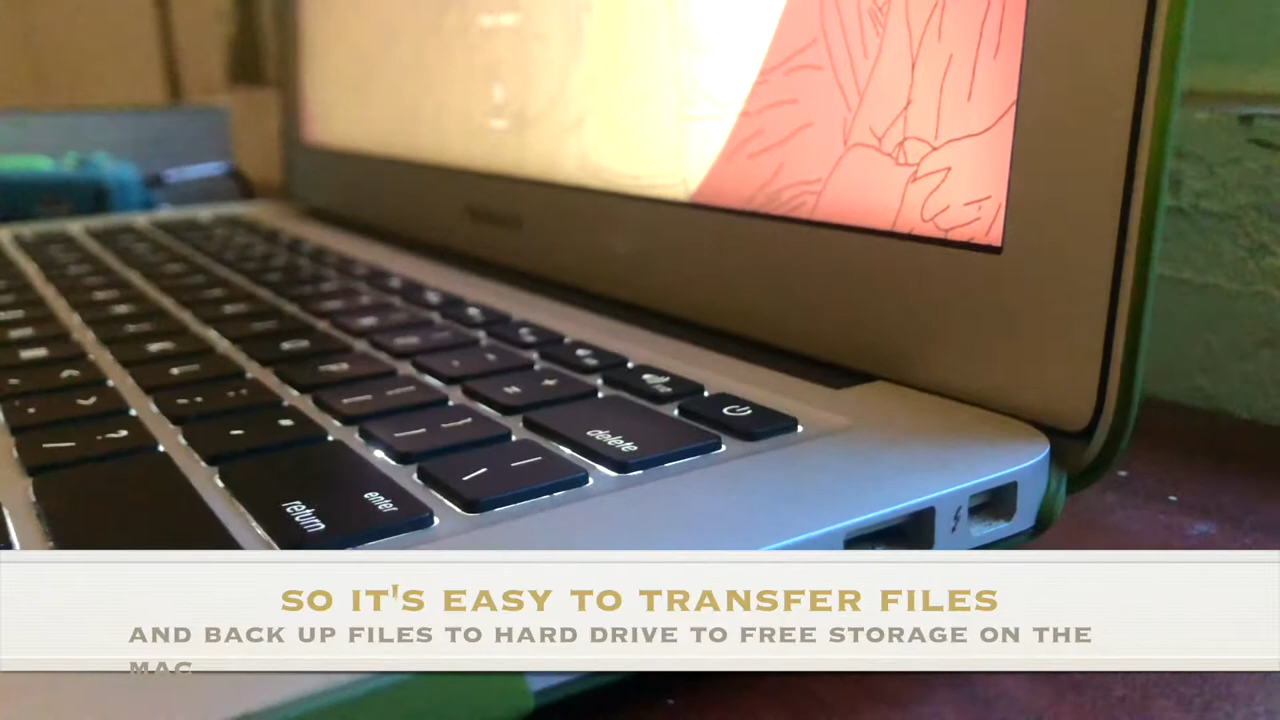 delete
enter
return
SO IT'S EASY TO TRANSFER FILES
AND BACK UP FILES TO HARD DRIVE TO FREE STORAGE ON THE
MAC